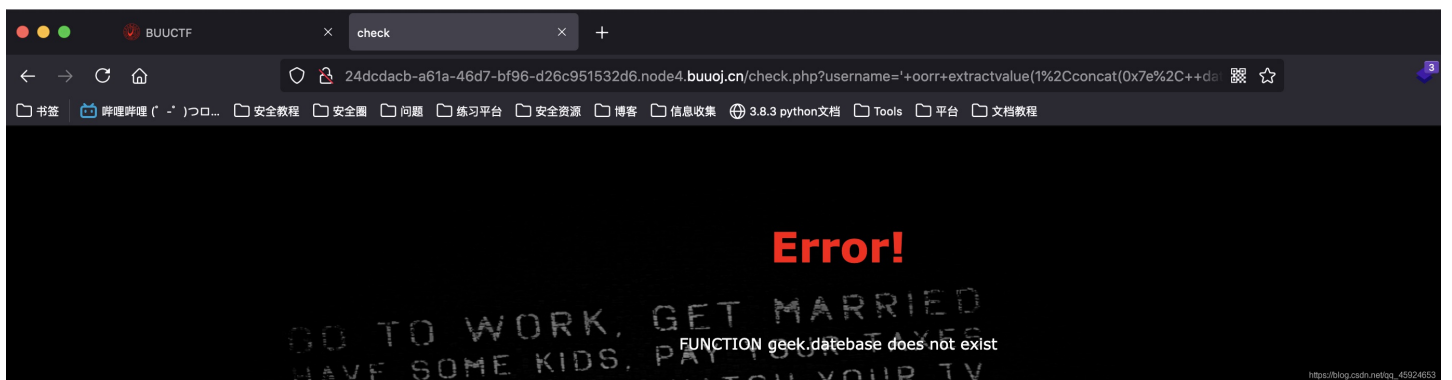 BUUCTF
check
24dcdacb-a61a-46d7-bf96-d26c951532d6.node4.buuoj.cn/check.php?username='+oorr+extractvalue(1%2Cconcat(0x7e%2C++da
3
书签 哔哩哔哩 (゜-゜)つロ... 安全教程 安全圈 问题 练习平台 安全资源 博客 信息收集 3.8.3 python文档 Tools 平台 文档教程
Error!
GO TO WORK, GET MARRIED
FUNCTION geek.datebase does not exist
HAVE SOME KIDS, PAY YOUR TAXES
https://blog.csdn.net/qq_45924653